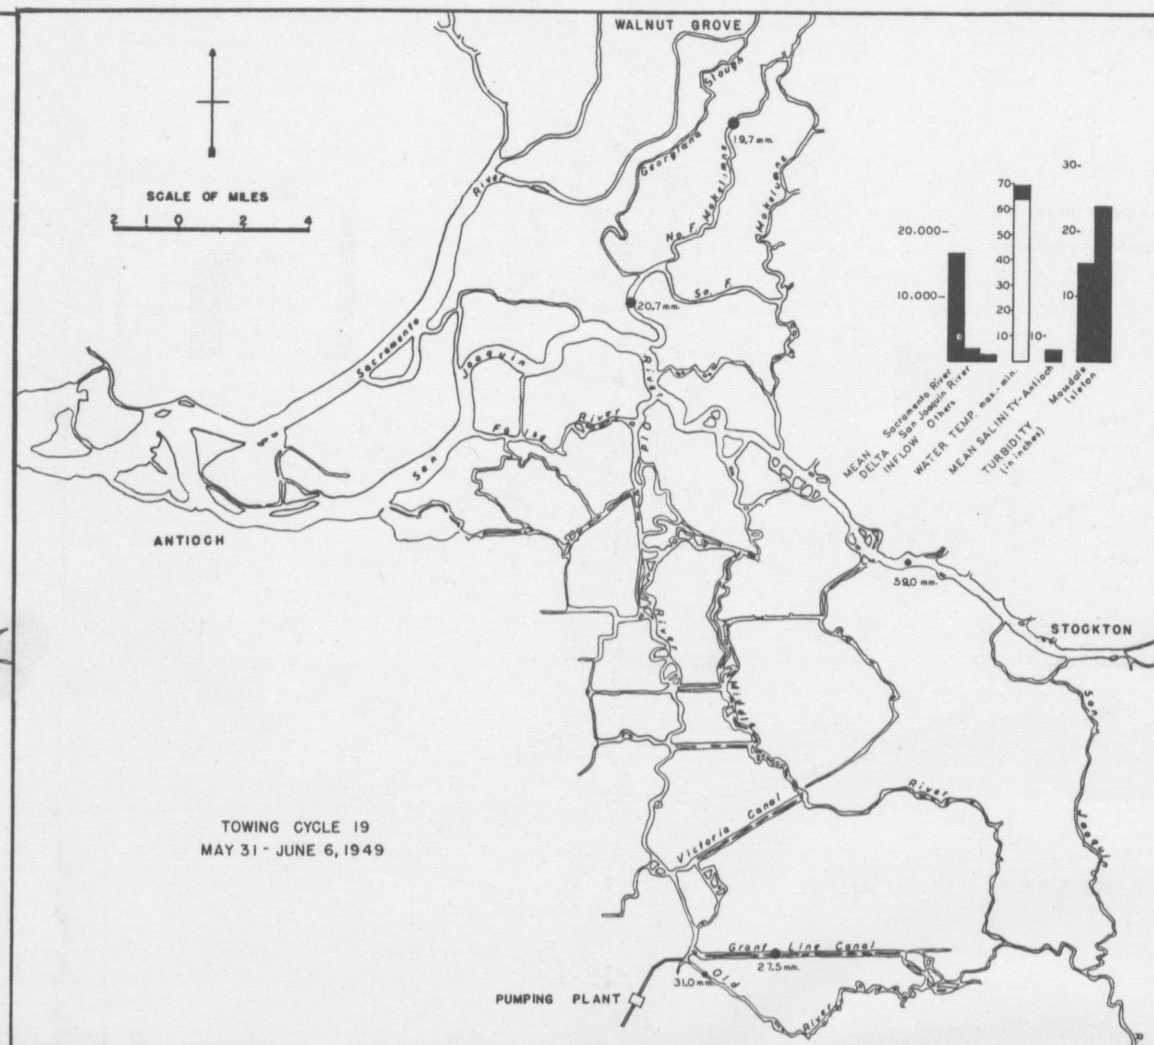 WALNUT GROVE
SCALE OF MILES
2 1 0 2 4
Georgiana Slough
19.7 mm.
No. F. Mokelumne
Mokelumne
So. F.
20.7 mm.
Sacramento River
San Joaquin River
False River
Old River
ANTIOCH
59.0 mm.
STOCKTON
Middle River
San Joaquin R
Victoria Canal
Grant Line Canal
27.5 mm.
31.0 mm.
Old River
PUMPING PLANT
TOWING CYCLE 19
MAY 31 - JUNE 6, 1949
20.000-
10.000-
70
60
50
40
30
20
10
10-
30-
20-
10-
MEAN DELTA INFLOW
Sacramento River
San Joaquin River
Others
WATER TEMP. max.-min.
MEAN SALINITY-Antioch
TURBIDITY
(in inches)
Mossdale
Isleton